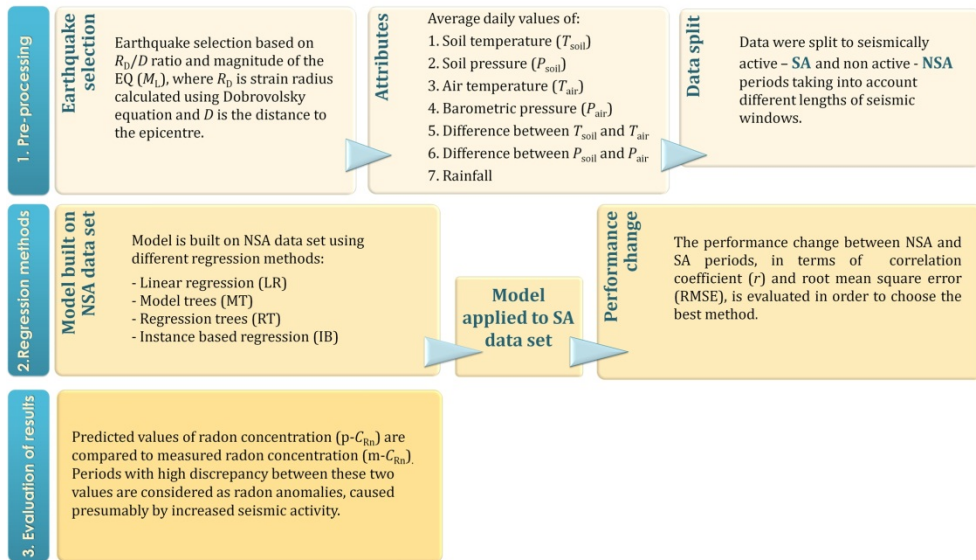 1. Pre-processing
Earthquake
selection
Earthquake selection based on
R_D/D ratio and magnitude of the
EQ (M_L), where R_D is strain radius
calculated using Dobrovolsky
equation and D is the distance to
the epicentre.
Attributes
Average daily values of:
1. Soil temperature (T_soil)
2. Soil pressure (P_soil)
3. Air temperature (T_air)
4. Barometric pressure (P_air)
5. Difference between T_soil and T_air
6. Difference between P_soil and P_air
7. Rainfall
Data split
Data were split to seismically
active – SA and non active - NSA
periods taking into account
different lengths of seismic
windows.
2.Regression methods
Model built on
NSA data set
Model is built on NSA data set using
different regression methods:
- Linear regression (LR)
- Model trees (MT)
- Regression trees (RT)
- Instance based regression (IB)
Model
applied to SA
data set
Performance
change
The performance change between NSA and
SA periods, in terms of correlation
coefficient (r) and root mean square error
(RMSE), is evaluated in order to choose the
best method.
3. Evaluation of results
Predicted values of radon concentration (p-C_Rn) are
compared to measured radon concentration (m-C_Rn).
Periods with high discrepancy between these two
values are considered as radon anomalies, caused
presumably by increased seismic activity.